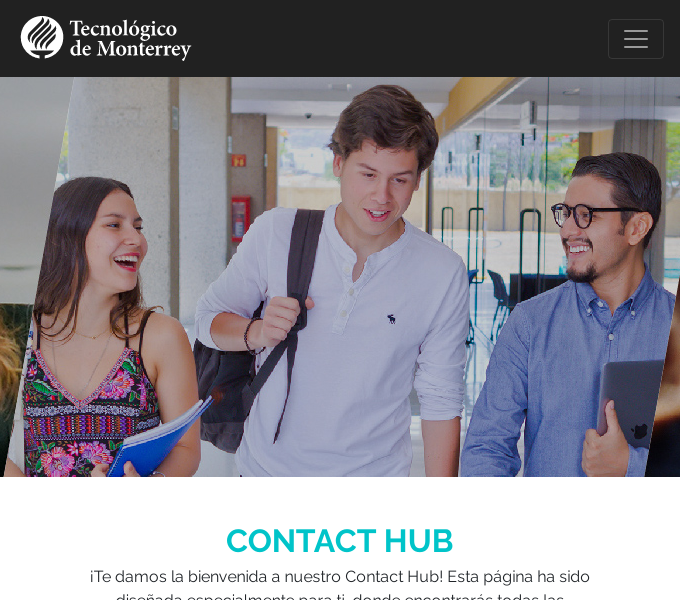 Tecnológico
de Monterrey
CONTACT HUB
¡Te damos la bienvenida a nuestro Contact Hub! Esta página ha sido
diseñada especialmente para ti, donde encontrarás todas las